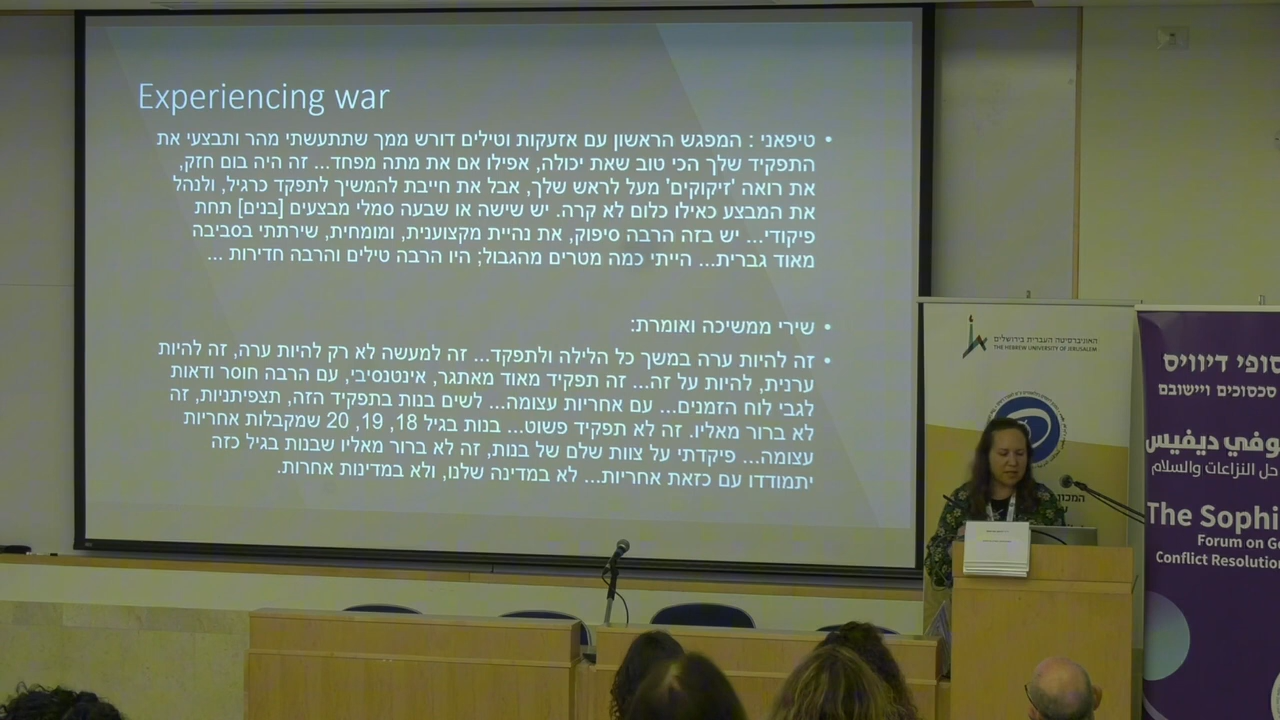 Experiencing war
• טיפאני : המפגש הראשון עם אזעקות וטילים דורש ממך שתתעשתי מהר ותבצעי את
התפקיד שלך הכי טוב שאת יכולה, אפילו אם את מתה מפחד... זה היה בום חזק,
את רואה 'זיקוקים' מעל לראש שלך, אבל את חייבת להמשיך לתפקד כרגיל, ולנהל
את המבצע כאילו כלום לא קרה. יש שישה או שבעה סמלי מבצעים [בנים] תחת
פיקודי... יש בזה הרבה סיפוק, את נהיית מקצוענית, ומומחית, שירתתי בסביבה
מאוד גברית... הייתי כמה מטרים מהגבול; היו הרבה טילים והרבה חדירות ...
• שירי ממשיכה ואומרת:
• זה להיות ערה במשך כל הלילה ולתפקד... זה למעשה לא רק להיות ערה, זה להיות
ערנית, להיות על זה... זה תפקיד מאוד מאתגר, אינטנסיבי, עם הרבה חוסר ודאות
לגבי לוח הזמנים... עם אחריות עצומה... לשים בנות בתפקיד הזה, תצפיתניות, זה
לא ברור מאליו. זה לא תפקיד פשוט... בנות בגיל 18, 19, 20 שמקבלות אחריות
עצומה... פיקדתי על צוות שלם של בנות, זה לא ברור מאליו שבנות בגיל כזה
יתמודדו עם כזאת אחריות... לא במדינה שלנו, ולא במדינות אחרות.
האוניברסיטה העברית בירושלים
THE HEBREW UNIVERSITY OF JERUSALEM
המכון
סופי דיוויס
סכסוכים ויישובם
وفي ديفيس
حل النزاعات والسلام
The Sophi
Forum on Ge
Conflict Resolution